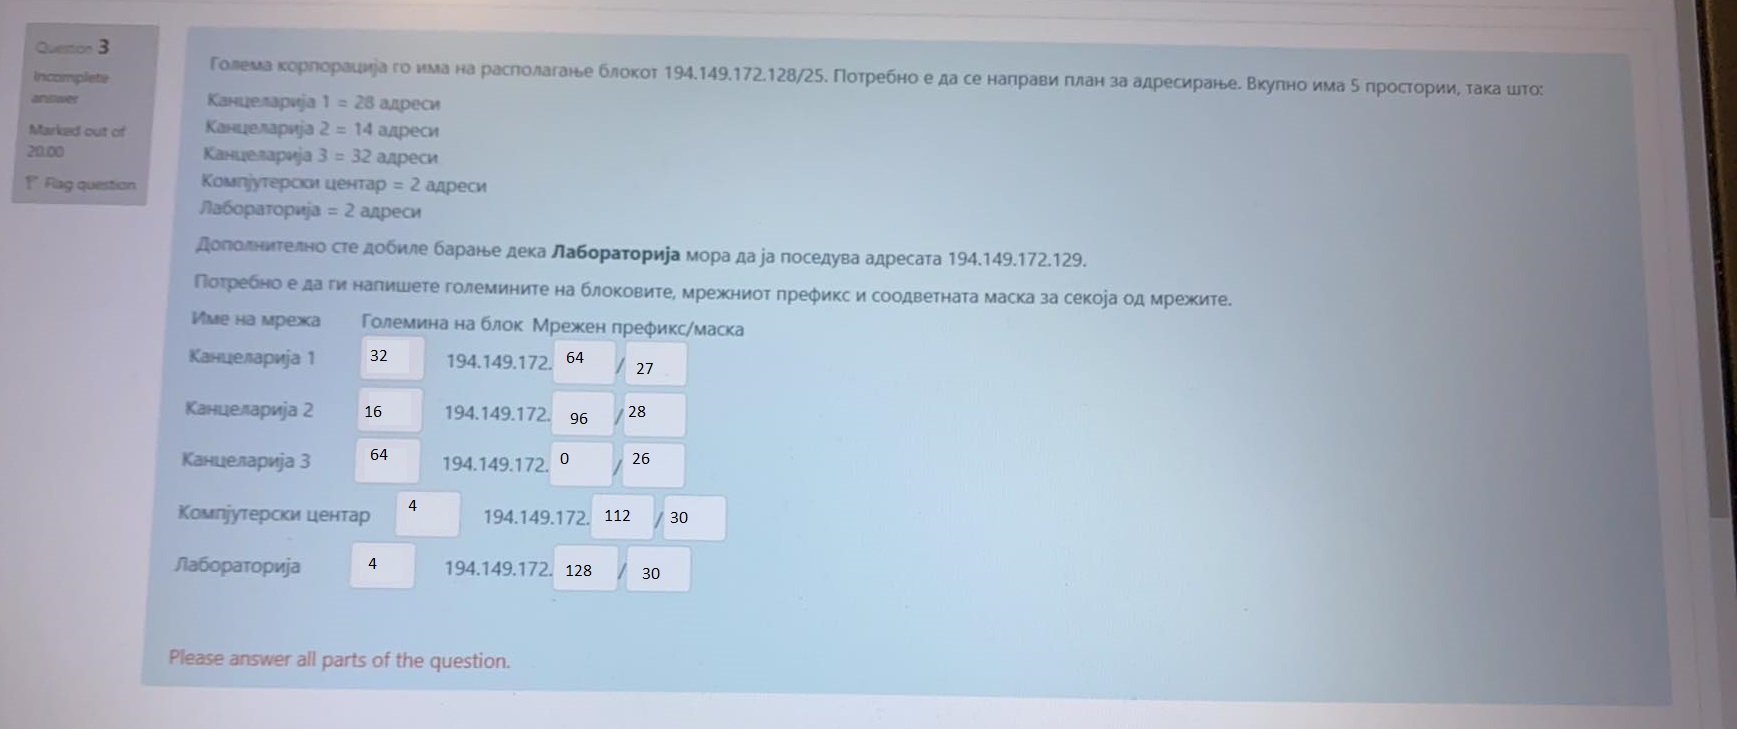 Question 3
Incomplete answer
Marked out of 20.00
Flag question
Голема корпорација го има на располагање блокот 194.149.172.128/25. Потребно е да се направи план за адресирање. Вкупно има 5 простории, така што:
Канцеларија 1 = 28 адреси
Канцеларија 2 = 14 адреси
Канцеларија 3 = 32 адреси
Компјутерски центар = 2 адреси
Лабораторија = 2 адреси
Дополнително сте добиле барање дека Лабораторија мора да ја поседува адресата 194.149.172.129.
Потребно е да ги напишете големините на блоковите, мрежниот префикс и соодветната маска за секоја од мрежите.
Име на мрежа Големина на блок Мрежен префикс/маска
Канцеларија 1 32 194.149.172. 64 / 27
Канцеларија 2 16 194.149.172. 96 / 28
Канцеларија 3 64 194.149.172. 0 / 26
Компјутерски центар 4 194.149.172. 112 / 30
Лабораторија 4 194.149.172. 128 / 30
Please answer all parts of the question.